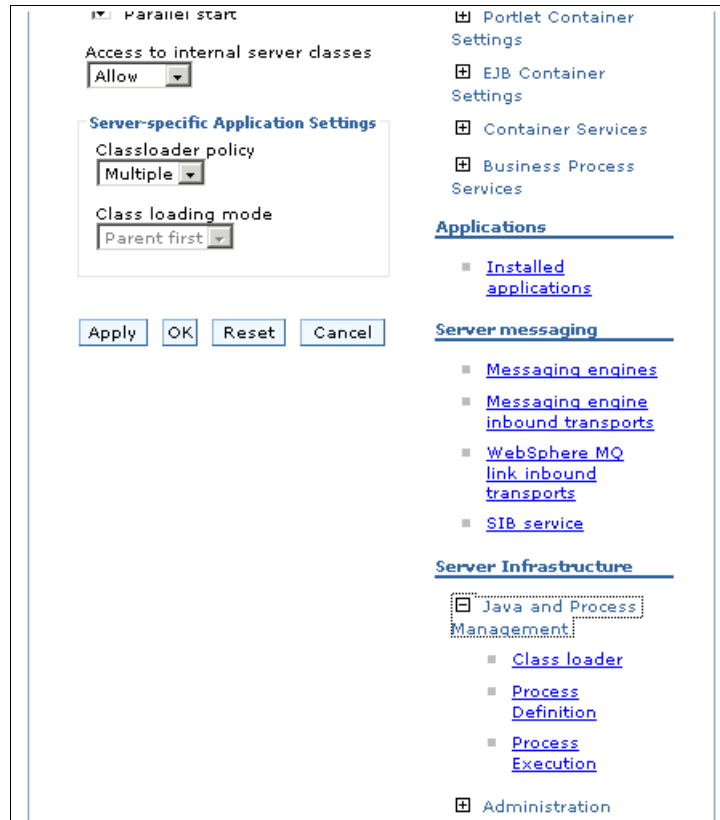 Parallel start
Access to internal server classes
Allow
Server-specific Application Settings
Classloader policy
Multiple
Class loading mode
Parent first
Apply
OK
Reset
Cancel
Portlet Container
Settings
EJB Container
Settings
Container Services
Business Process
Services
Applications
Installed
applications
Server messaging
Messaging engines
Messaging engine
inbound transports
WebSphere MQ
link inbound
transports
SIB service
Server Infrastructure
Java and Process
Management
Class loader
Process
Definition
Process
Execution
Administration